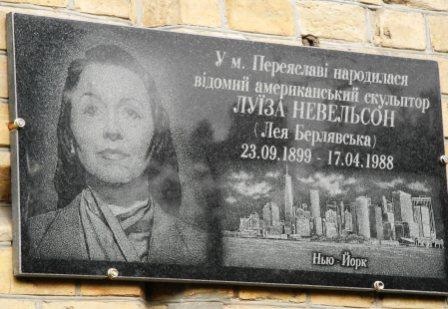 У м. Переяславі народилася
відомий американський скульптор
ЛУЇЗА НЕВЕЛЬСОН
(Лея Берлявська)
23.09.1899 - 17.04.1988
Нью - Йорк